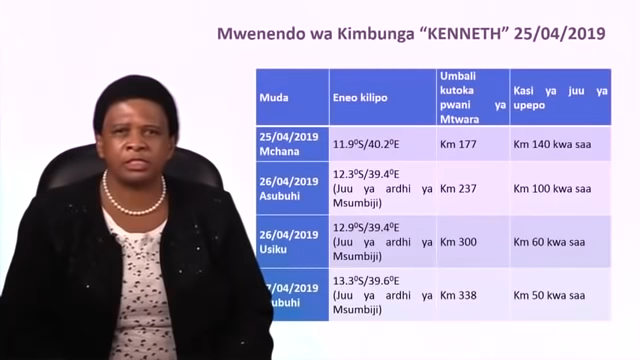 Mwenendo wa Kimbunga “KENNETH” 25/04/2019
Muda Eneo kilipo Umbali kutoka pwani ya Mtwara Kasi ya juu ya upepo
25/04/2019 Mchana 11.9⁰S/40.2⁰E Km 177 Km 140 kwa saa
26/04/2019 Asubuhi 12.3⁰S/39.4⁰E (Juu ya ardhi ya Msumbiji) Km 237 Km 100 kwa saa
26/04/2019 Usiku 12.9⁰S/39.4⁰E (Juu ya ardhi ya Msumbiji) Km 300 Km 60 kwa saa
7/04/2019 ubuhi 13.3⁰S/39.6⁰E (Juu ya ardhi ya Msumbiji) Km 338 Km 50 kwa saa